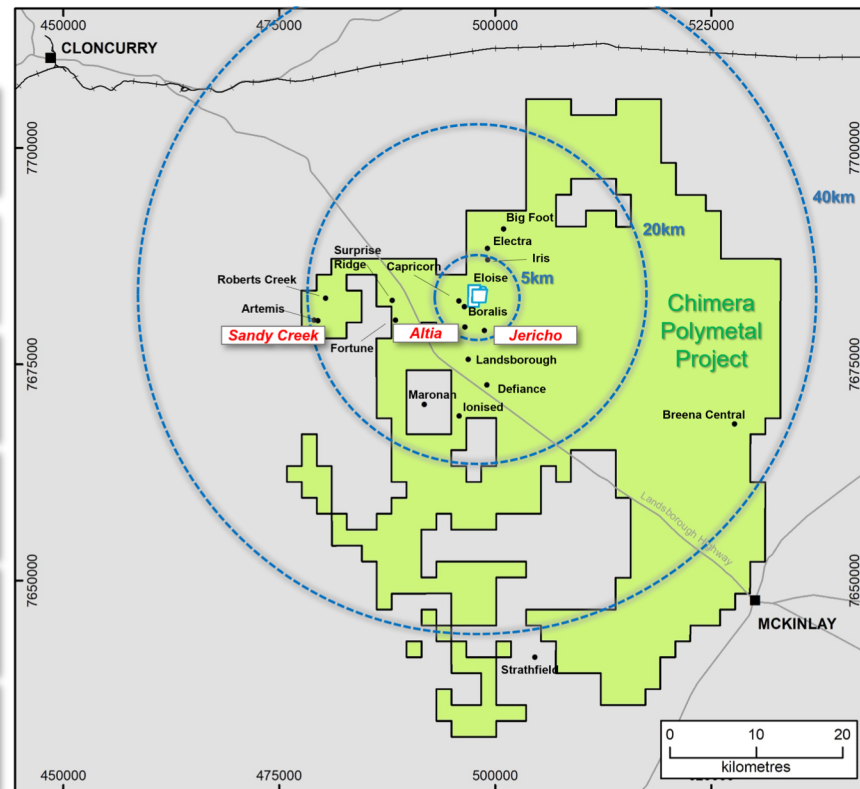 450000
475000
500000
525000
CLONCURRY
7700000
7700000
40km
Big Foot
20km
Electra
Surprise
Ridge
Capricorn
Iris
Eloise
5km
Roberts Creek
Artemis
Boralis
Chimera
Polymetal
Project
Sandy Creek
Altia
Jericho
Fortune
7675000
7675000
Landsborough
Defiance
Maronan
Ionised
Breena Central
Landsborough Highway
7650000
7650000
MCKINLAY
Strathfield
0 10 20
kilometres
450000
475000
500000